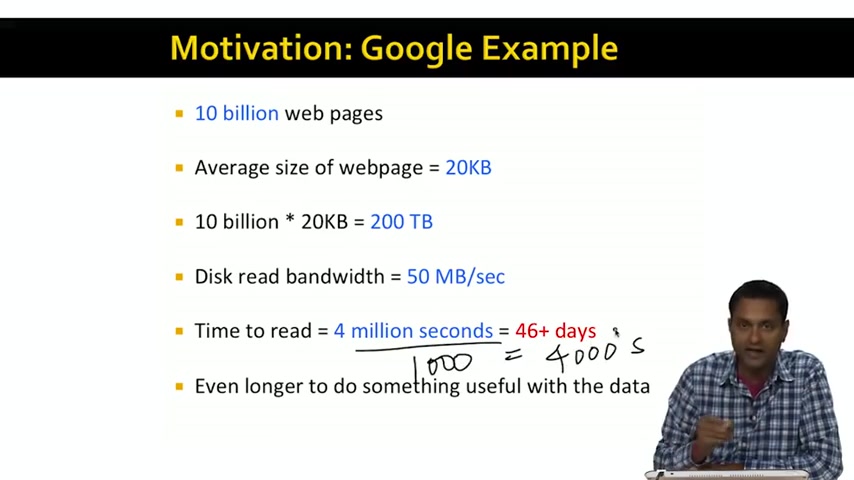 Motivation: Google Example
10 billion web pages
Average size of webpage = 20KB
10 billion * 20KB = 200 TB
Disk read bandwidth = 50 MB/sec
Time to read = 4 million seconds = 46+ days
1000 = 4000 s
Even longer to do something useful with the data